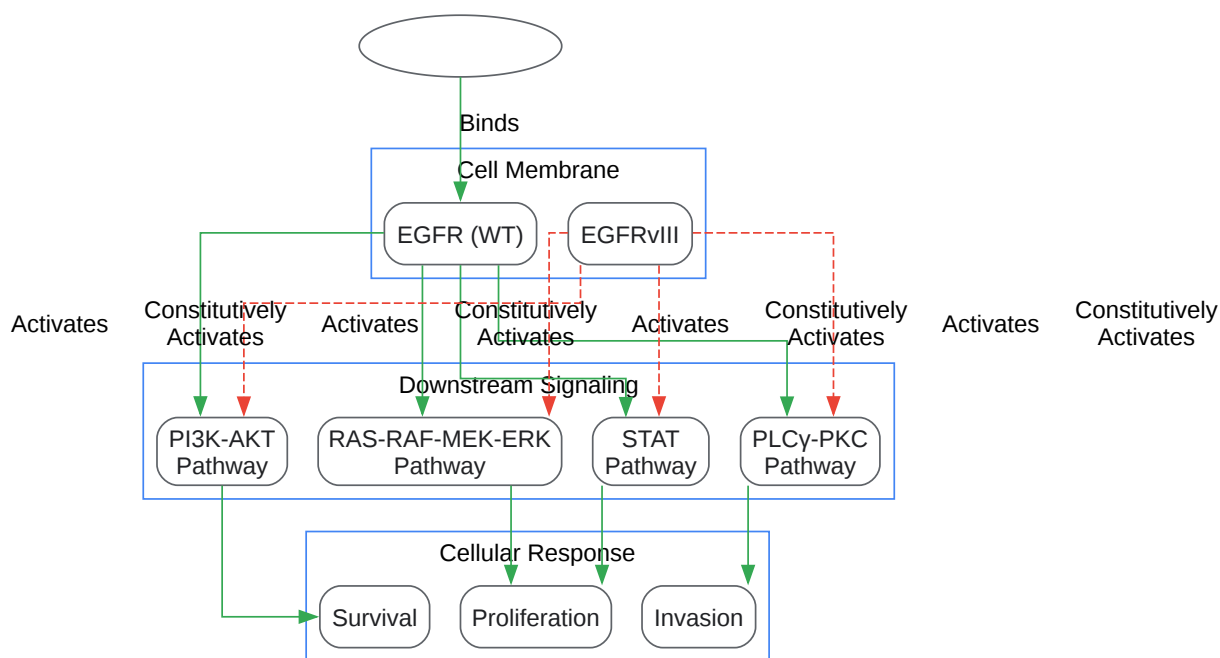 Binds
Cell Membrane
EGFR (WT)
EGFRvIII
Activates
Constitutively
Activates
Activates
Constitutively
Activates
Activates
Constitutively
Activates
Activates
Constitutively
Activates
Downstream Signaling
PI3K-AKT
Pathway
RAS-RAF-MEK-ERK
Pathway
STAT
Pathway
PLCγ-PKC
Pathway
Cellular Response
Survival
Proliferation
Invasion